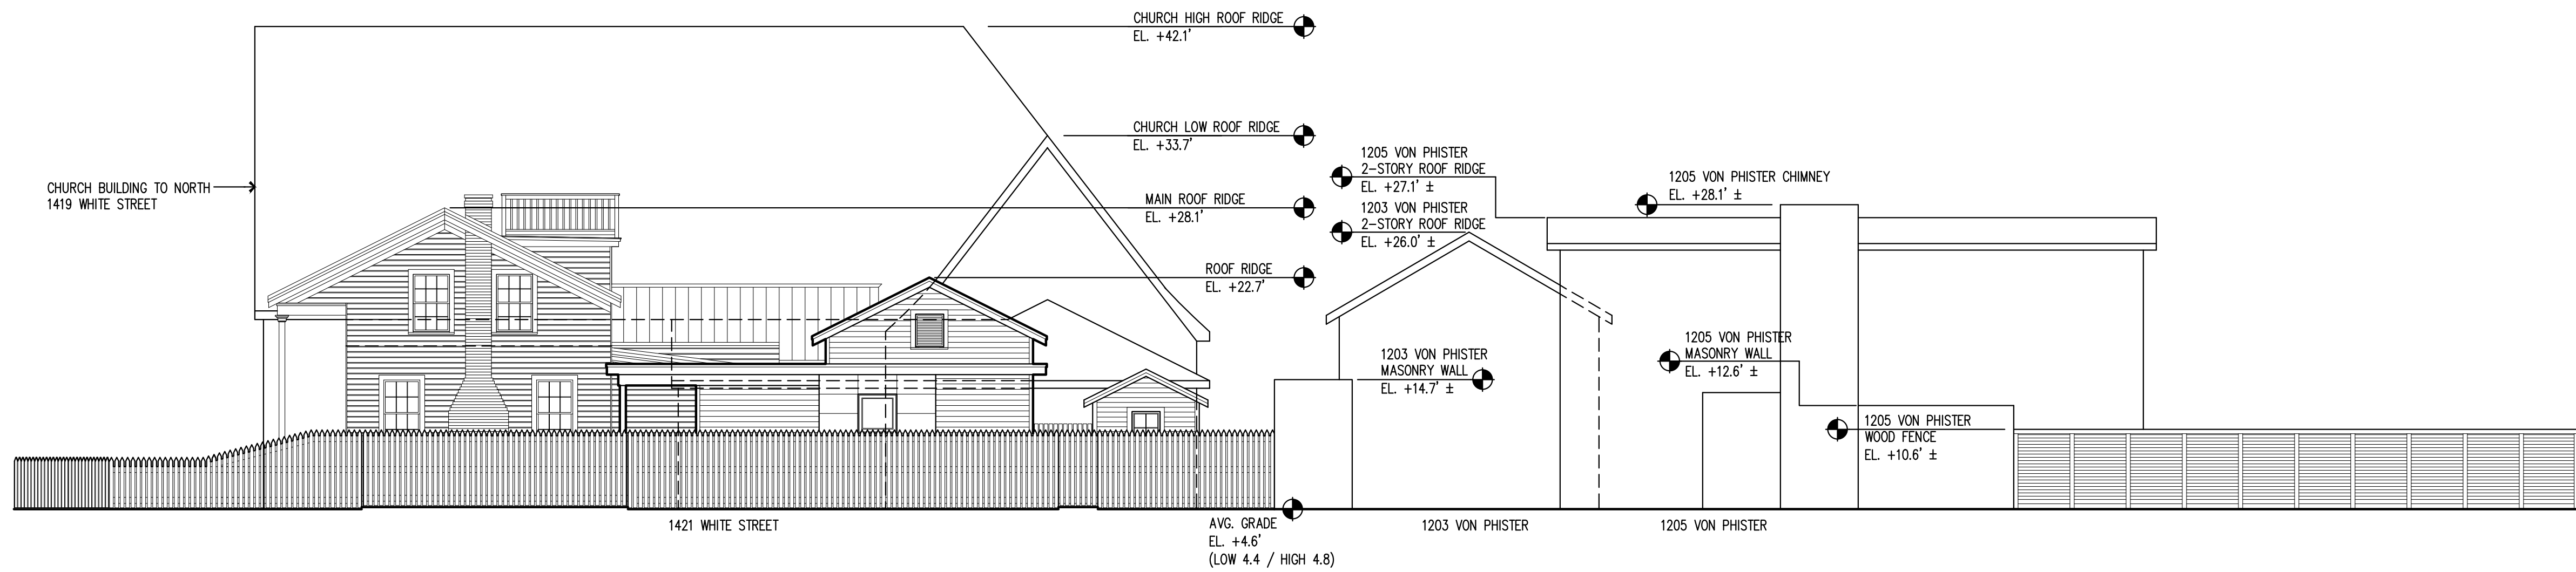 CHURCH HIGH ROOF RIDGE
EL. +42.1'
CHURCH LOW ROOF RIDGE
EL. +33.7'
CHURCH BUILDING TO NORTH
1419 WHITE STREET
MAIN ROOF RIDGE
EL. +28.1'
ROOF RIDGE
EL. +22.7'
1205 VON PHISTER
2-STORY ROOF RIDGE
EL. +27.1' ±
1203 VON PHISTER
2-STORY ROOF RIDGE
EL. +26.0' ±
1205 VON PHISTER CHIMNEY
EL. +28.1' ±
1203 VON PHISTER
MASONRY WALL
EL. +14.7' ±
1205 VON PHISTER
MASONRY WALL
EL. +12.6' ±
1205 VON PHISTER
WOOD FENCE
EL. +10.6' ±
1421 WHITE STREET
AVG. GRADE
EL. +4.6'
(LOW 4.4 / HIGH 4.8)
1203 VON PHISTER
1205 VON PHISTER